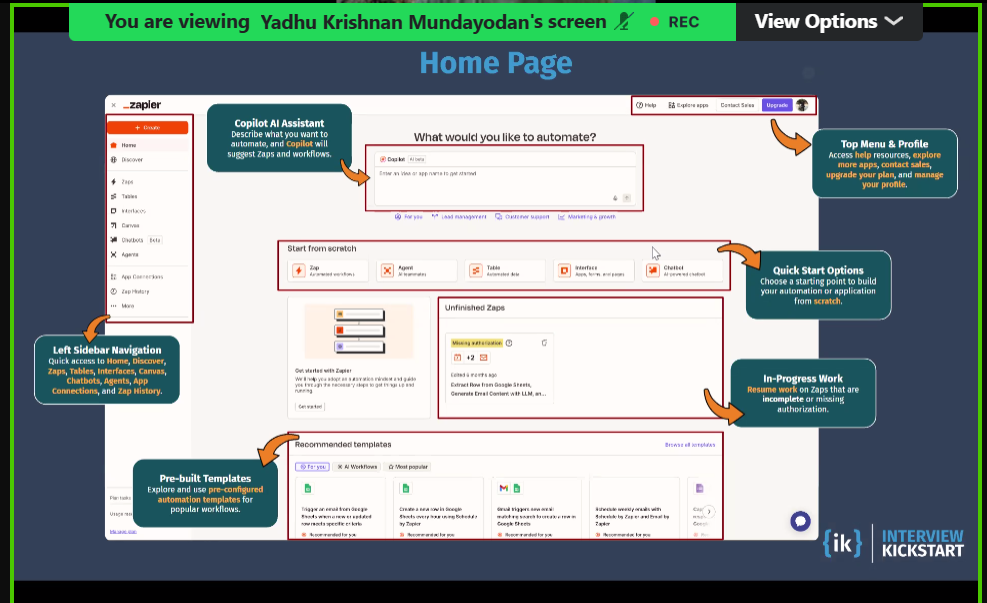 You are viewing Yadhu Krishnan Mundayodan's screen
REC
View Options
Home Page
_zapier
Help
Explore apps
Contact Sales
Upgrade
+ Create
Home
Discover
Zaps
Tables
Interfaces
Canvas
Chatbots Beta
Agents
App Connections
Zap History
More
Copilot AI Assistant
Describe what you want to
automate, and Copilot will
suggest Zaps and workflows.
What would you like to automate?
Copilot AI beta
Enter an idea or app name to get started
For you
Lead management
Customer support
Marketing & growth
Top Menu & Profile
Access help resources, explore
more apps, contact sales,
upgrade your plan, and manage
your profile.
Start from scratch
Zap
Automated workflows
Agent
AI teammates
Table
Automated data
Interface
Apps, forms, and pages
Chatbot
AI-powered chatbot
Quick Start Options
Choose a starting point to build
your automation or application
from scratch.
Left Sidebar Navigation
Quick access to Home, Discover,
Zaps, Tables, Interfaces, Canvas,
Chatbots, Agents, App
Connections, and Zap History.
Get started with Zapier
We'll help you adopt an automation mindset and guide
you through the necessary steps to get things up and
running.
Get started
Unfinished Zaps
Missing authorization
+2
Edited 6 months ago
Extract Row from Google Sheets,
Generate Email Content with LLM, an...
In-Progress Work
Resume work on Zaps that are
incomplete or missing
authorization.
Recommended templates
Browse all templates
For you
AI Workflows
Most popular
Trigger an email from Google
Sheets when a new or updated
row meets specific criteria
Recommended for you
Create a new row in Google
Sheets every hour using Schedule
by Zapier
Recommended for you
Gmail triggers new email
matching search to create a row in
Google Sheets
Recommended for you
Schedule weekly emails with
Schedule by Zapier and Email by
Zapier
Recommended for you
Pre-built Templates
Explore and use pre-configured
automation templates for
popular workflows.
Manage plan
{ik}
INTERVIEW
KICKSTART